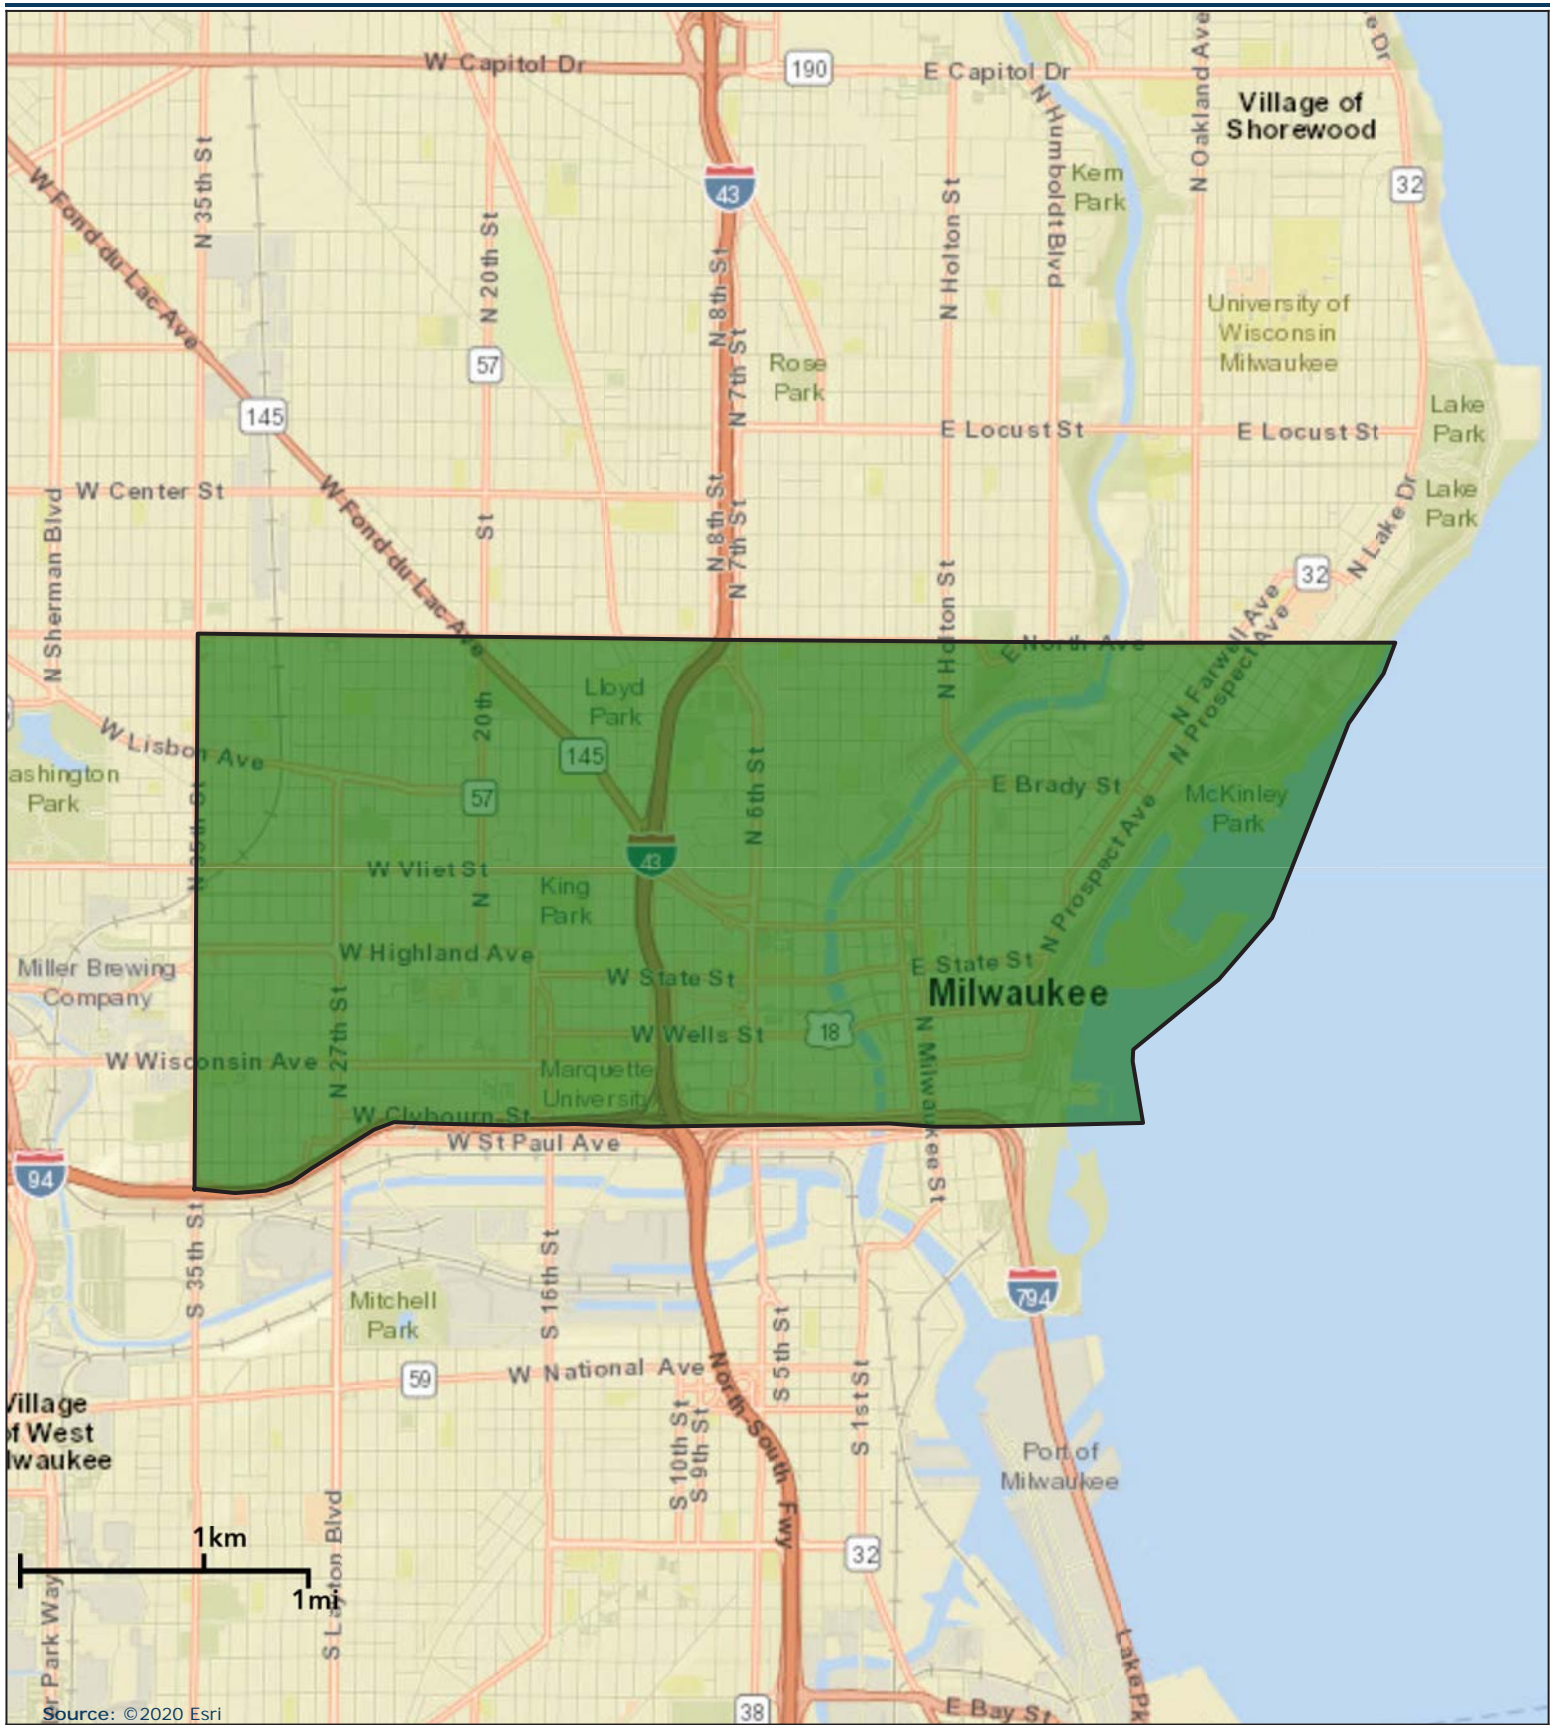 W Capitol Dr
190
E Capitol Dr
N Oakland Ave
e Dr
Village of
Shorewood
N Humboldt Blvd
Kern
Park
32
43
N 35th St
W Fond du Lac Ave
N 20th St
N 8th St
N 7th St
N Holton St
University of
Wisconsin
Milwaukee
57
Rose
Park
145
Lake
Park
E Locust St
E Locust St
W Center St
N Sherman Blvd
W Fond du Lac Ave
St
N 8th St
N 7th St
N Holton St
Lake
Park
N Lake Dr
32
N Farwell Ave
N Prospect Ave
E North Ave
Lloyd
Park
20th
W Lisbon Ave
145
ashington
Park
N 35th St
57
N 6th St
E Brady St
McKinley
Park
43
W Vliet St
N
King
Park
N Prospect Ave
W Highland Ave
Miller Brewing
Company
W State St
E State St
Milwaukee
N 27th St
W Wells St
18
W Wisconsin Ave
Marquette
University
N Milwaukee St
W Clybourn St
W St Paul Ave
94
S 35th St
S 16th St
Mitchell
Park
794
S 5th St
59
W National Ave
North-South Fwy
S 1st St
S 10th St
S 9th St
Village
of West
lwaukee
Port of
Milwaukee
S Layton Blvd
1km
1mi
32
er Park Way
Lake Pk
38
E Bay St
Source: ©2020 Esri